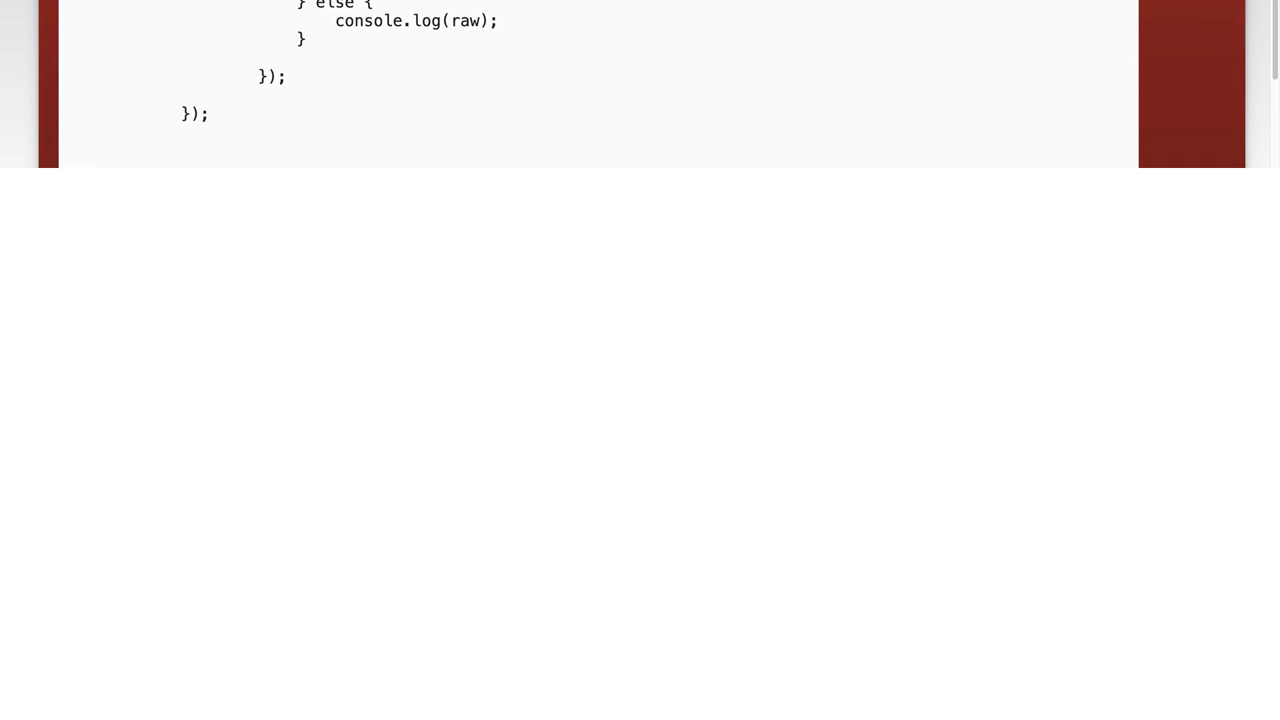 } else {
console.log(raw);
}
});
});